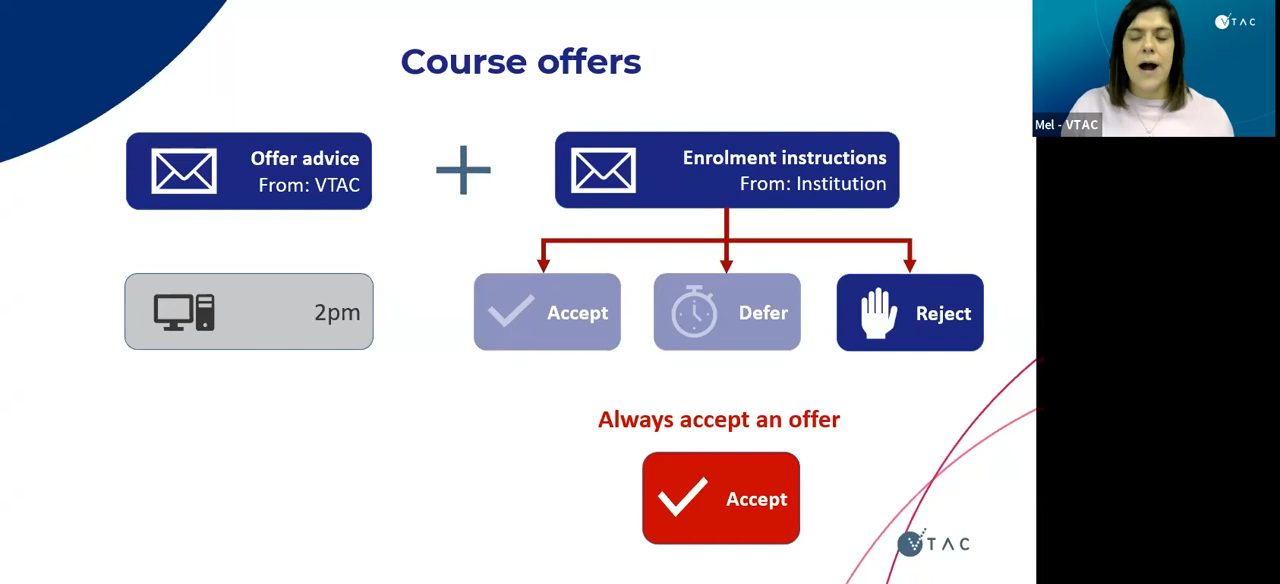 Course offers
Offer advice
From: VTAC
Enrolment instructions
From: Institution
2pm
Accept
Defer
Reject
Always accept an offer
Accept
VTAC
VTAC
Mel - VTAC